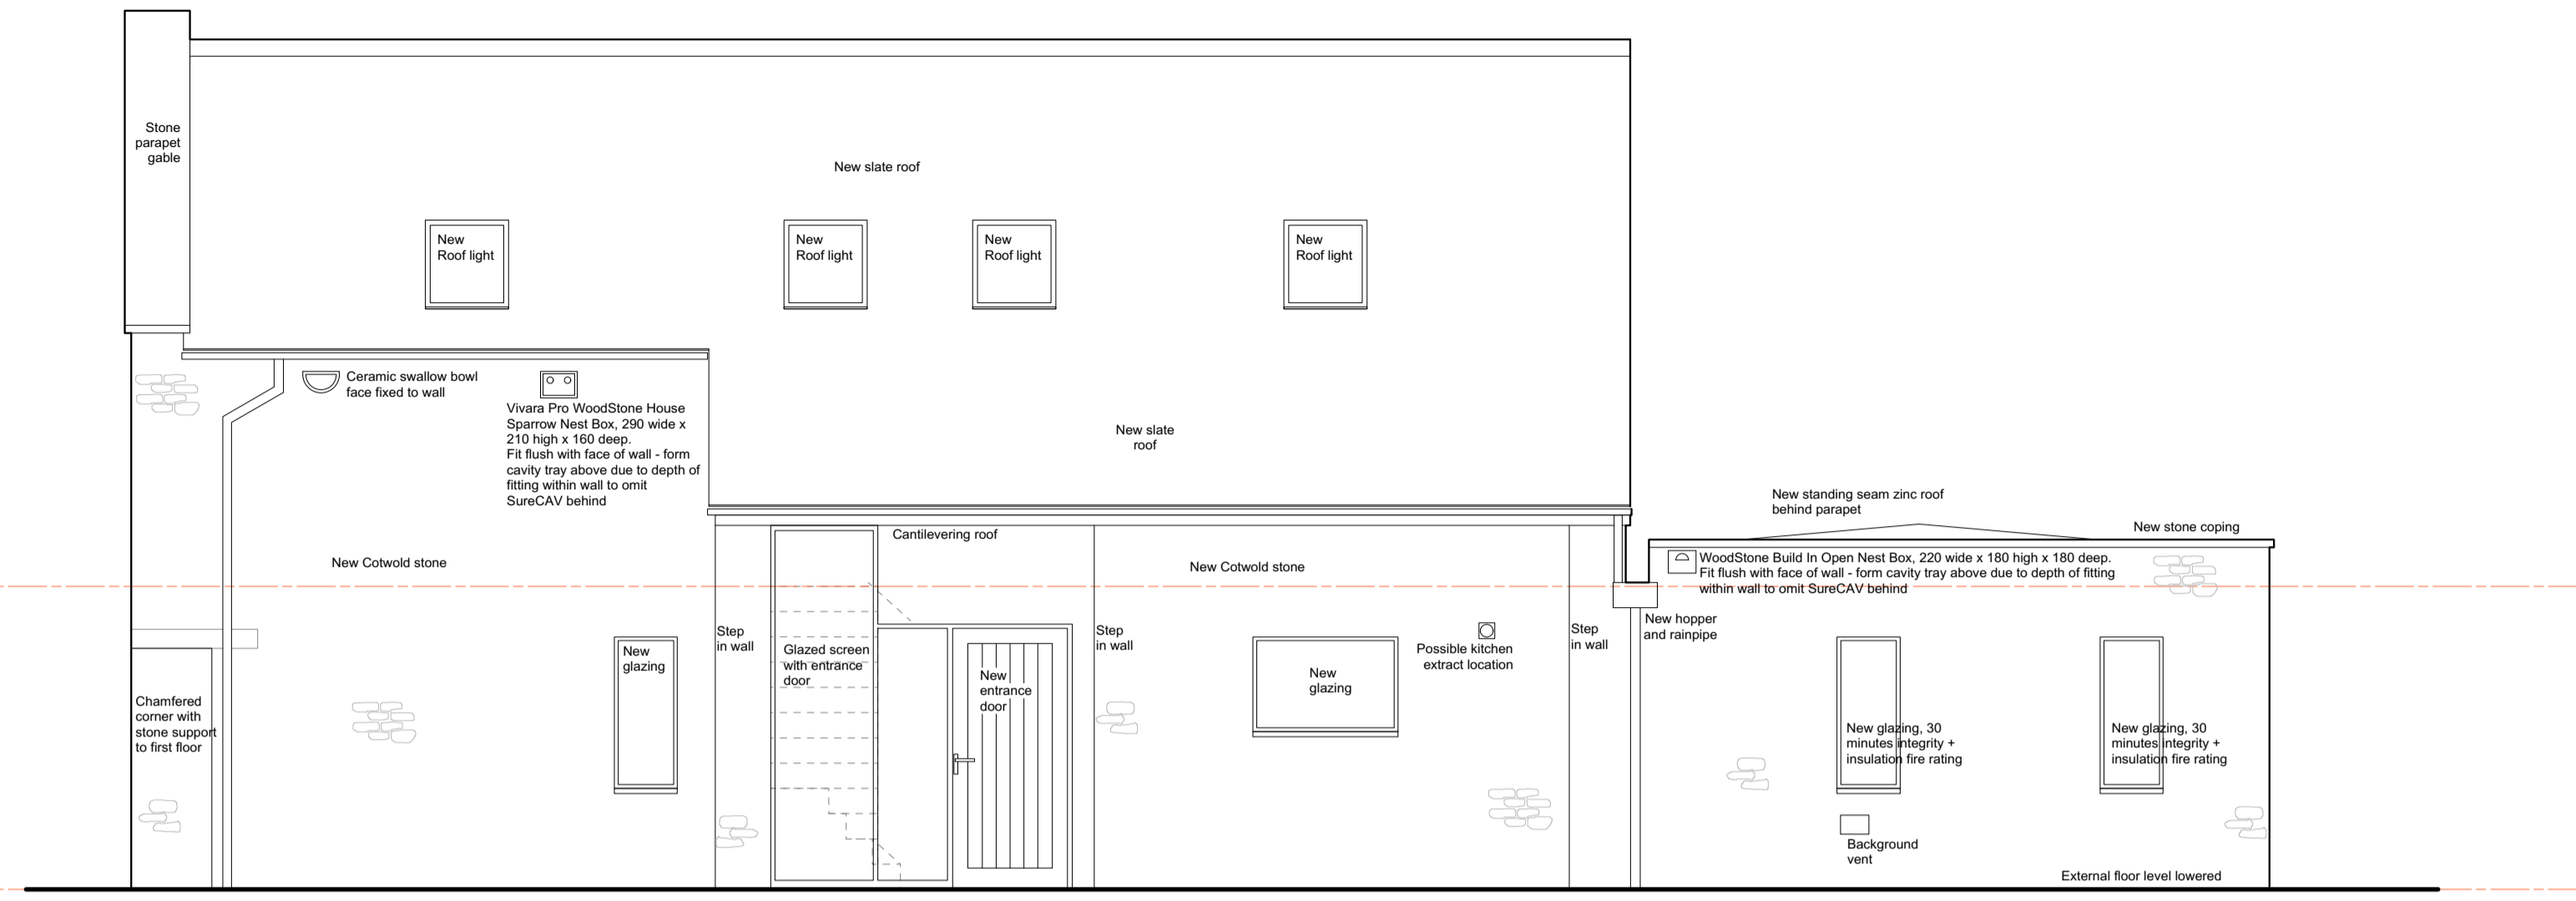 Stone
parapet
gable
New slate roof
New
Roof light
New
Roof light
New
Roof light
New
Roof light
Ceramic swallow bowl
face fixed to wall
Vivara Pro WoodStone House
Sparrow Nest Box, 290 wide x
210 high x 160 deep.
Fit flush with face of wall - form
cavity tray above due to depth of
fitting within wall to omit
SureCAV behind
New slate
roof
New standing seam zinc roof
behind parapet
New stone coping
Cantilevering roof
New Cotwold stone
New Cotwold stone
WoodStone Build In Open Nest Box, 220 wide x 180 high x 180 deep.
Fit flush with face of wall - form cavity tray above due to depth of fitting
within wall to omit SureCAV behind
New hopper
and rainpipe
Step
in wall
Step
in wall
Step
in wall
New
glazing
Glazed screen
with entrance
door
New
entrance
door
New
glazing
Possible kitchen
extract location
Chamfered
corner with
stone support
to first floor
New glazing, 30
minutes integrity +
insulation fire rating
New glazing, 30
minutes integrity +
insulation fire rating
Background
vent
External floor level lowered